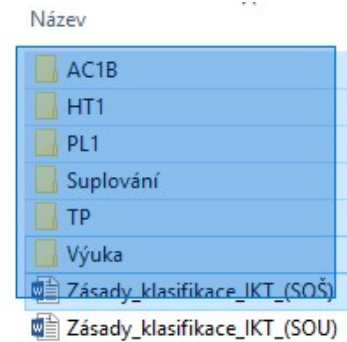 Název
AC1B
HT1
PL1
Suplování
TP
Výuka
Zásady_klasifikace_IKT_(SOŠ)
Zásady_klasifikace_IKT_(SOU)